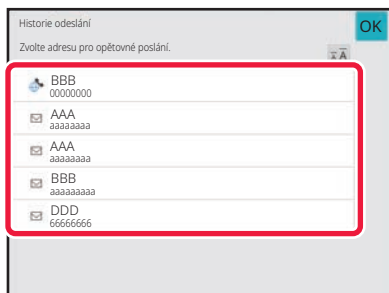 Historie odeslání
OK
Zvolte adresu pro opětovné poslání.
A A
BBB
00000000
AAA
aaaaaaaa
AAA
aaaaaaaa
BBB
aaaaaaaaa
DDD
66666666